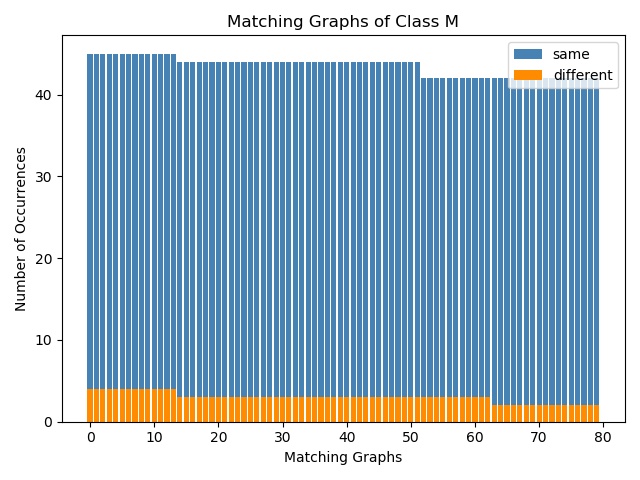 Matching Graphs of Class M
same
different
Number of Occurrences
40
30
20
10
0
0 10 20 30 40 50 60 70 80
Matching Graphs